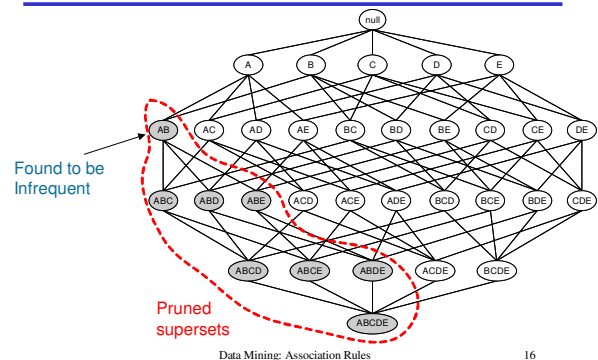 null
A B C D E
AB AC AD AE BC BD BE CD CE DE
Found to be
Infrequent
ABC ABD ABE ACD ACE ADE BCD BCE BDE CDE
ABCD ABCE ABDE ACDE BCDE
Pruned
supersets
ABCDE
Data Mining: Association Rules 16